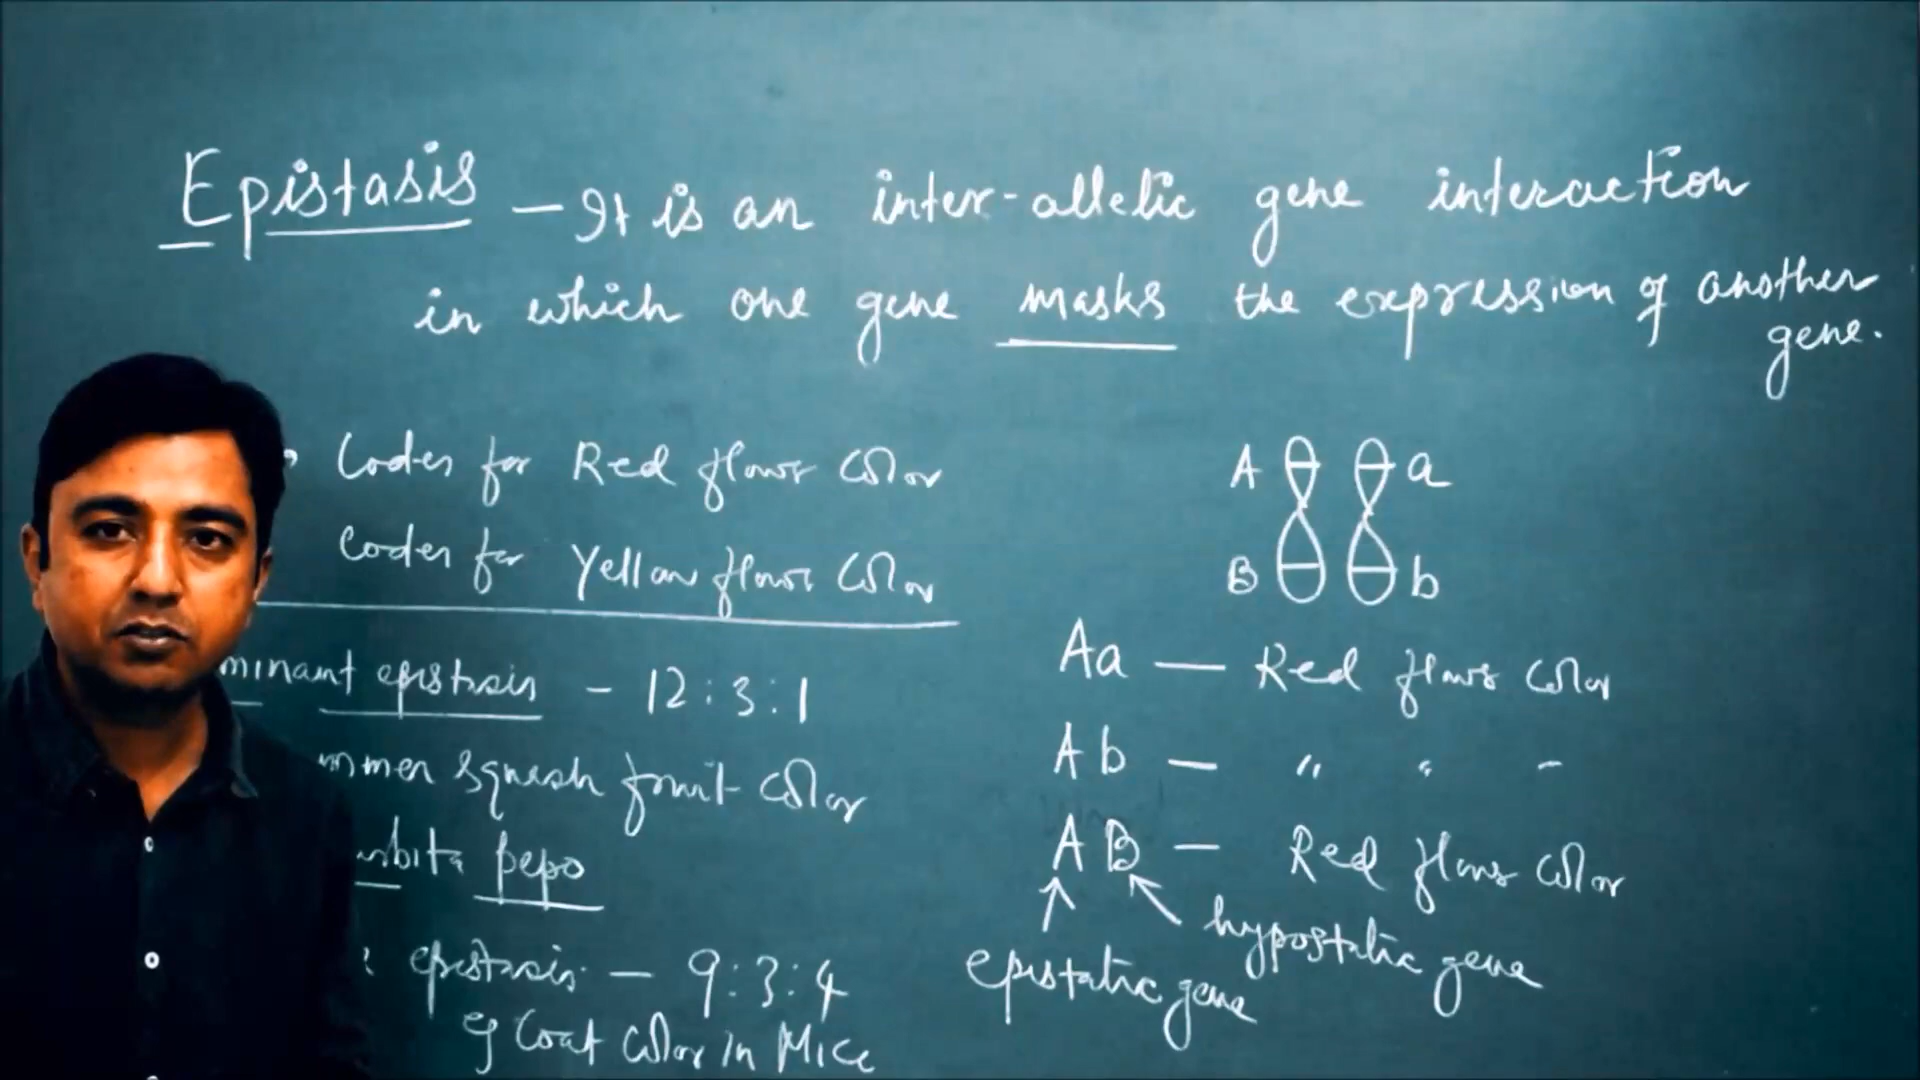 Epistasis - It is an inter-allelic gene interaction
in which one gene masks the expression of another
gene.
Codes for Red flower Color
Codes for Yellow flower Color
minant epistasis - 12:3:1
mmer squash fruit Color
urbita pepo
epistasis - 9:3:4
eg Coat Color in Mice
A a
B b
Aa - Red flower Color
Ab - " " "
AB - Red flower Color
hypostatic gene
epistatic gene